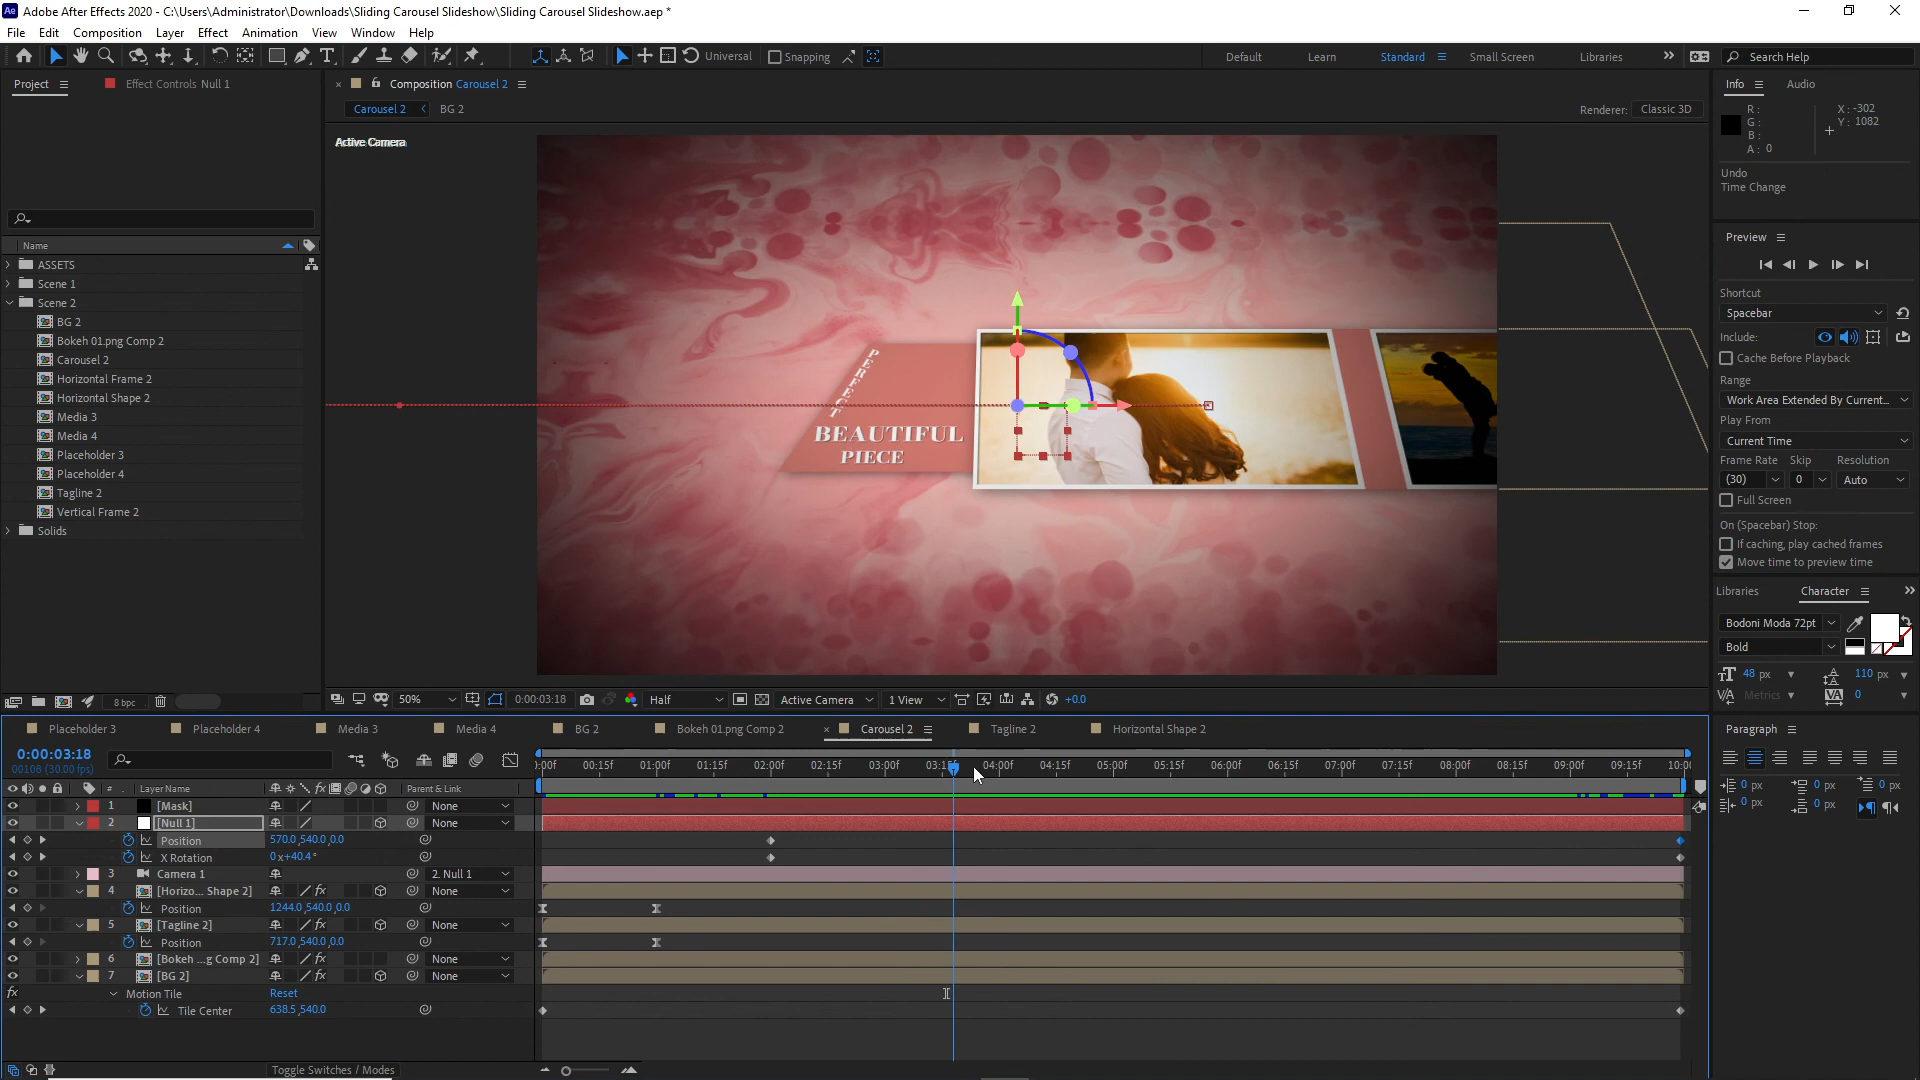 Ae Adobe After Effects 2020 - C:\Users\Administrator\Downloads\Sliding Carousel Slideshow\Sliding Carousel Slideshow.aep *
File Edit Composition Layer Effect Animation View Window Help
Universal Snapping Default Learn Standard Small Screen Libraries Search Help
Project Effect Controls Null 1 Composition Carousel 2 Info Audio
Carousel 2 BG 2 Renderer: Classic 3D
R: X: -302
G: Y: 1082
B:
A: 0
Active Camera
Undo
Time Change
Preview
Name
ASSETS
Scene 1
Scene 2
BG 2
Bokeh 01.png Comp 2
Carousel 2
Horizontal Frame 2
Horizontal Shape 2
Media 3
Media 4
Placeholder 3
Placeholder 4
Tagline 2
Vertical Frame 2
Solids
PERFECT
BEAUTIFUL
PIECE
Shortcut
Spacebar
Include:
Cache Before Playback
Range
Work Area Extended By Current...
Play From
Current Time
Frame Rate Skip Resolution
(30) 0 Auto
Full Screen
On (Spacebar) Stop:
If caching, play cached frames
Move time to preview time
Libraries Character
Bodoni Moda 72pt
Bold
48 px 110 px
Metrics 0
8 bpc
50% 0:00:03:18 Half Active Camera 1 View +0.0
Placeholder 3 Placeholder 4 Media 3 Media 4 BG 2 Bokeh 01.png Comp 2 Carousel 2 Tagline 2 Horizontal Shape 2
Paragraph
0:00:03:18
00108 (30.00 fps)
):00f 00:15f 01:00f 01:15f 02:00f 02:15f 03:00f 03:15f 04:00f 04:15f 05:00f 05:15f 06:00f 06:15f 07:00f 07:15f 08:00f 08:15f 09:00f 09:15f 10:0(
# Layer Name Parent & Link
1 [Mask] None
2 [Null 1] None
Position 570.0,540.0,0.0
X Rotation 0x+40.4°
3 Camera 1 2. Null 1
4 [Horizo... Shape 2] fx None
Position 1244.0,540.0,0.0
5 [Tagline 2] fx None
Position 717.0,540.0,0.0
6 [Bokeh ...g Comp 2] fx None
7 [BG 2] fx None
fx Motion Tile Reset
Tile Center 638.5,540.0
0 px 0 px 0 px
0 px 0 px
Toggle Switches / Modes